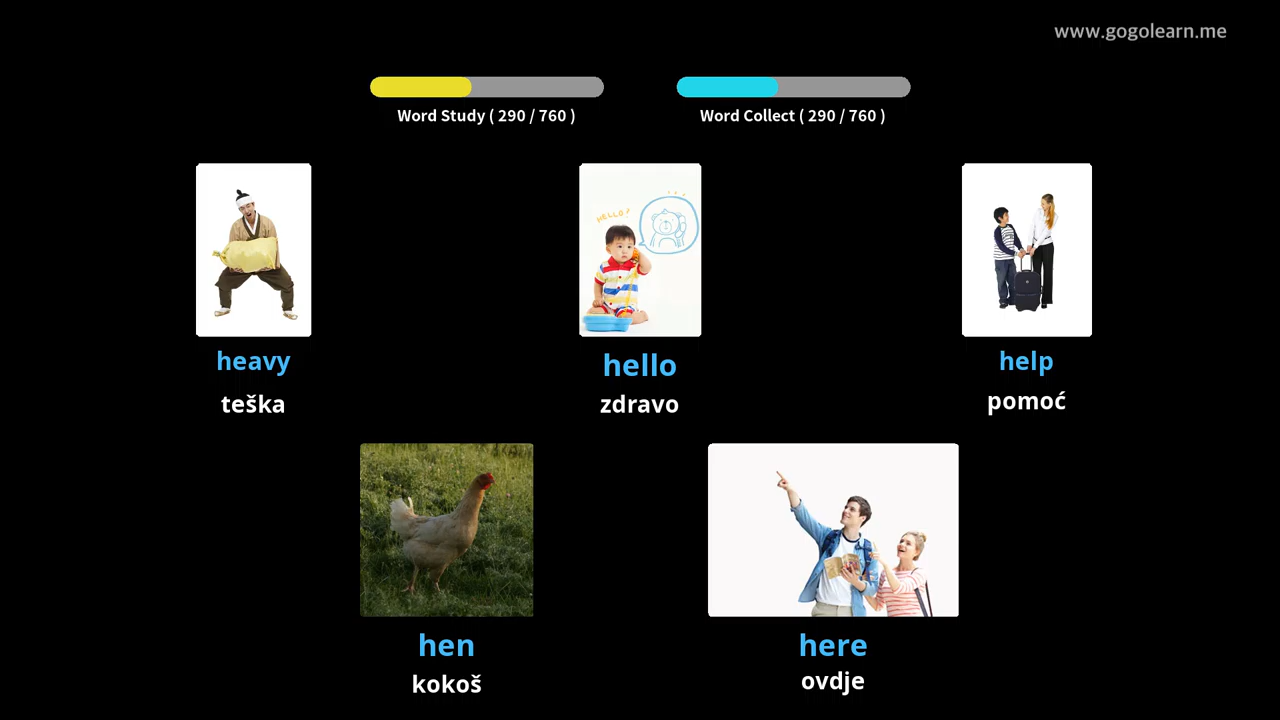 www.gogolearn.me
Word Study ( 290 / 760 )
Word Collect ( 290 / 760 )
HELLO?
heavy
teška
hello
zdravo
help
pomoć
hen
kokoš
here
ovdje